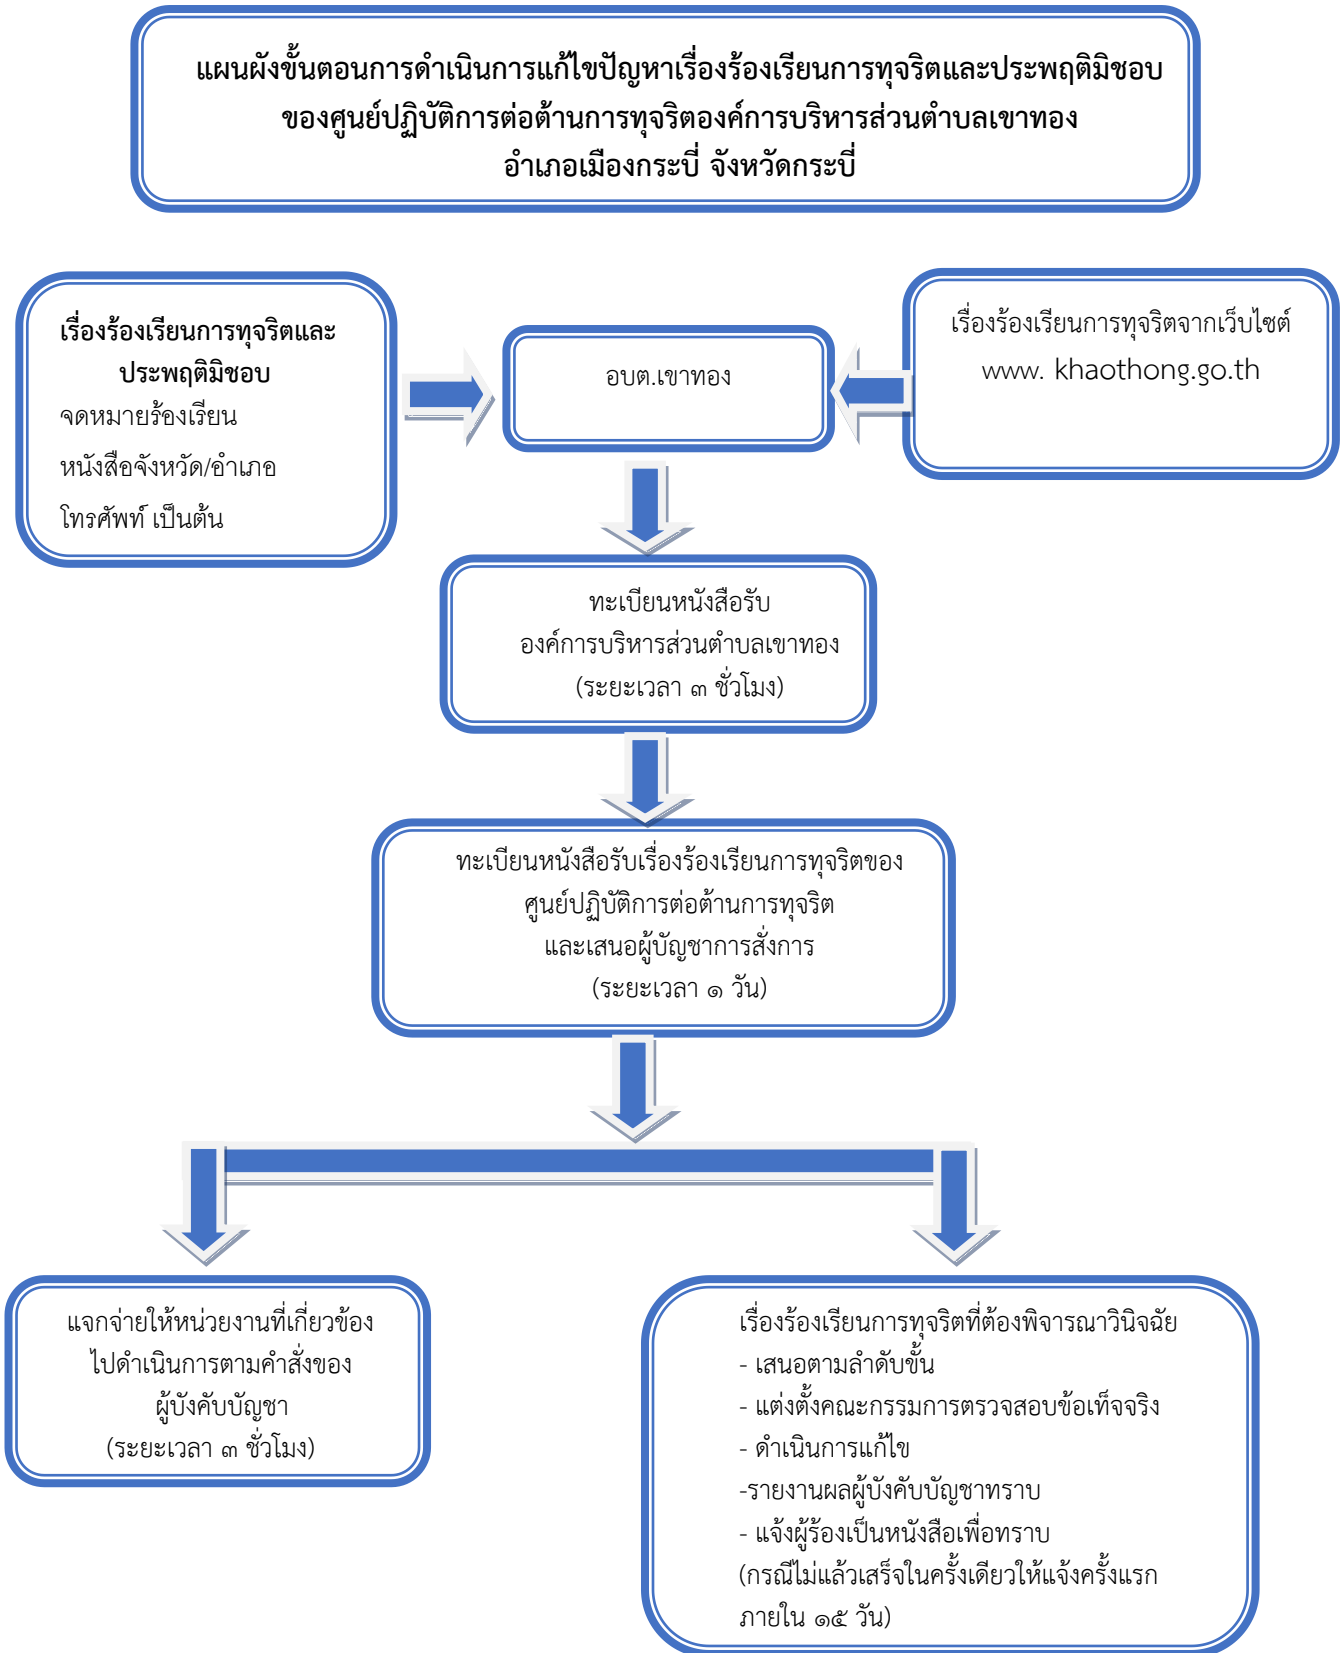 แผนผังขั้นตอนการดำเนินการแก้ไขปัญหาเรื่องร้องเรียนการทุจริตและประพฤติมิชอบ
ของศูนย์ปฏิบัติการต่อต้านการทุจริตองค์การบริหารส่วนตำบลเขาทอง
อำเภอเมืองกระบี่ จังหวัดกระบี่
เรื่องร้องเรียนการทุจริตและ
ประพฤติมิชอบ
จดหมายร้องเรียน
หนังสือจังหวัด/อำเภอ
โทรศัพท์ เป็นต้น
อบต.เขาทอง
เรื่องร้องเรียนการทุจริตจากเว็บไซต์
www. khaothong.go.th
ทะเบียนหนังสือรับ
องค์การบริหารส่วนตำบลเขาทอง
(ระยะเวลา ๓ ชั่วโมง)
ทะเบียนหนังสือรับเรื่องร้องเรียนการทุจริตของ
ศูนย์ปฏิบัติการต่อต้านการทุจริต
และเสนอผู้บัญชาการสั่งการ
(ระยะเวลา ๑ วัน)
แจกจ่ายให้หน่วยงานที่เกี่ยวข้อง
ไปดำเนินการตามคำสั่งของ
ผู้บังคับบัญชา
(ระยะเวลา ๓ ชั่วโมง)
เรื่องร้องเรียนการทุจริตที่ต้องพิจารณาวินิจฉัย
- เสนอตามลำดับขั้น
- แต่งตั้งคณะกรรมการตรวจสอบข้อเท็จจริง
- ดำเนินการแก้ไข
-รายงานผลผู้บังคับบัญชาทราบ
- แจ้งผู้ร้องเป็นหนังสือเพื่อทราบ
(กรณีไม่แล้วเสร็จในครั้งเดียวให้แจ้งครั้งแรก
ภายใน ๑๕ วัน)